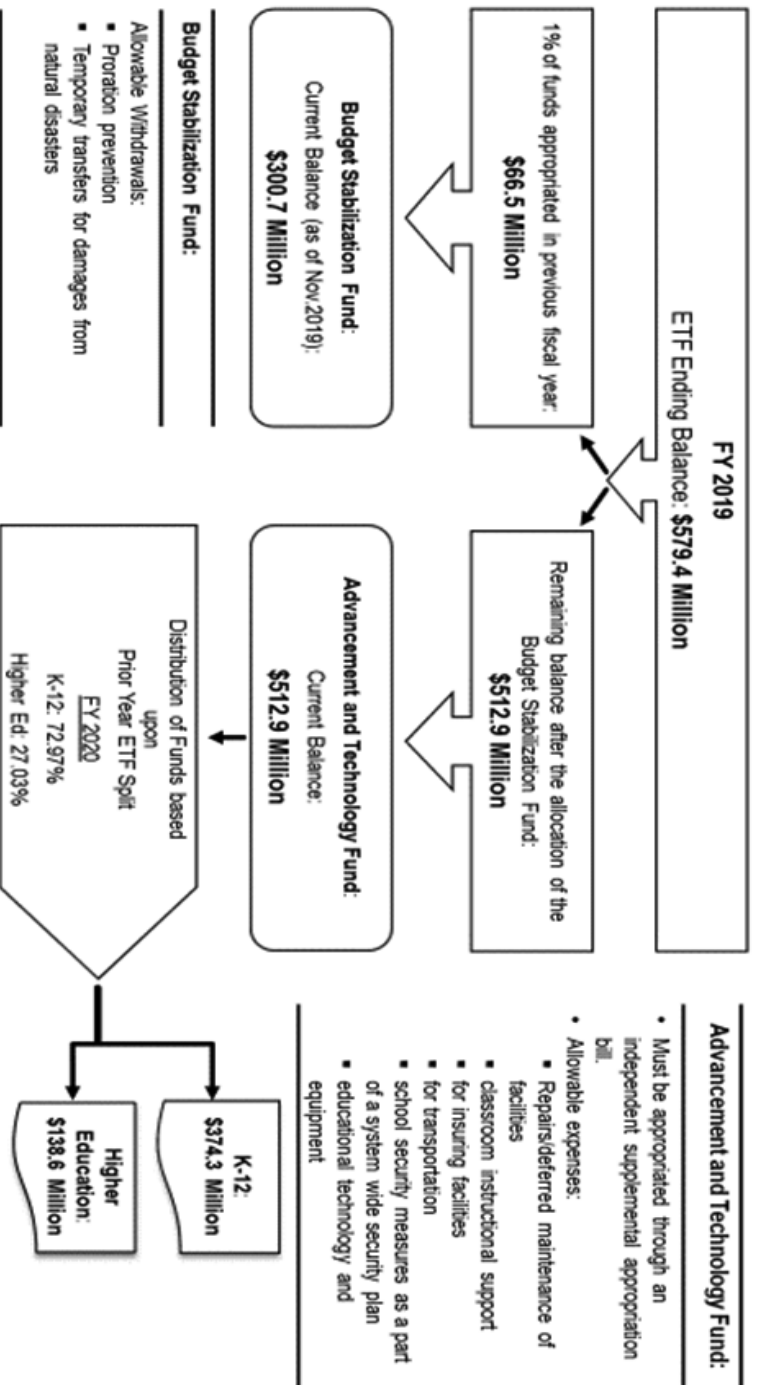 FY 2019
ETF Ending Balance: $579.4 Million
1% of funds appropriated in previous fiscal year:
$66.5 Million
Remaining balance after the allocation of the
Budget Stabilization Fund:
$512.9 Million
Budget Stabilization Fund:
Current Balance (as of Nov.2019):
$300.7 Million
Advancement and Technology Fund:
Current Balance:
$512.9 Million
Budget Stabilization Fund:
Allowable Withdrawals:
▪ Proration prevention
▪ Temporary transfers for damages from
natural disasters
Distribution of Funds based
upon
Prior Year ETF Split
FY 2020
K-12: 72.97%
Higher Ed: 27.03%
Advancement and Technology Fund:
• Must be appropriated through an
independent supplemental appropriation
bill.
• Allowable expenses:
▪ Repairs/deferred maintenance of
facilities
▪ classroom instructional support
▪ for insuring facilities
▪ for transportation
▪ school security measures as a part
of a system wide security plan
▪ educational technology and
equipment
K-12:
$374.3 Million
Higher
Education:
$138.6 Million